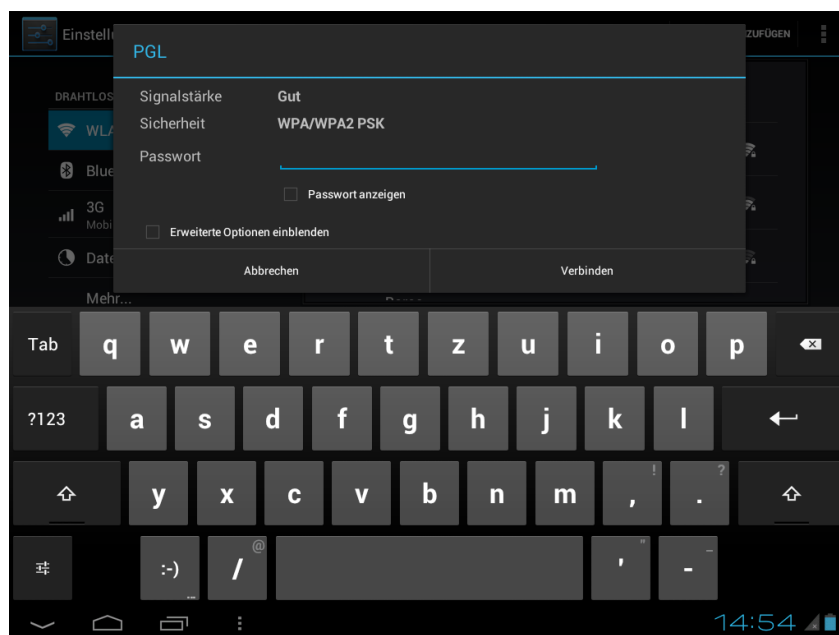 Einstell
ZUFÜGEN
PGL
DRAHTLOS
Signalstärke Gut
Sicherheit WPA/WPA2 PSK
WLA
Passwort
Blue
Passwort anzeigen
3G
Mobi
Erweiterte Optionen einblenden
Date
Abbrechen Verbinden
Mehr...
Tab q w e r t z u i o p
?123 a s d f g h j k l
! ?
y x c v b n m , .
@ " _
:-) / ' -
...
14:54